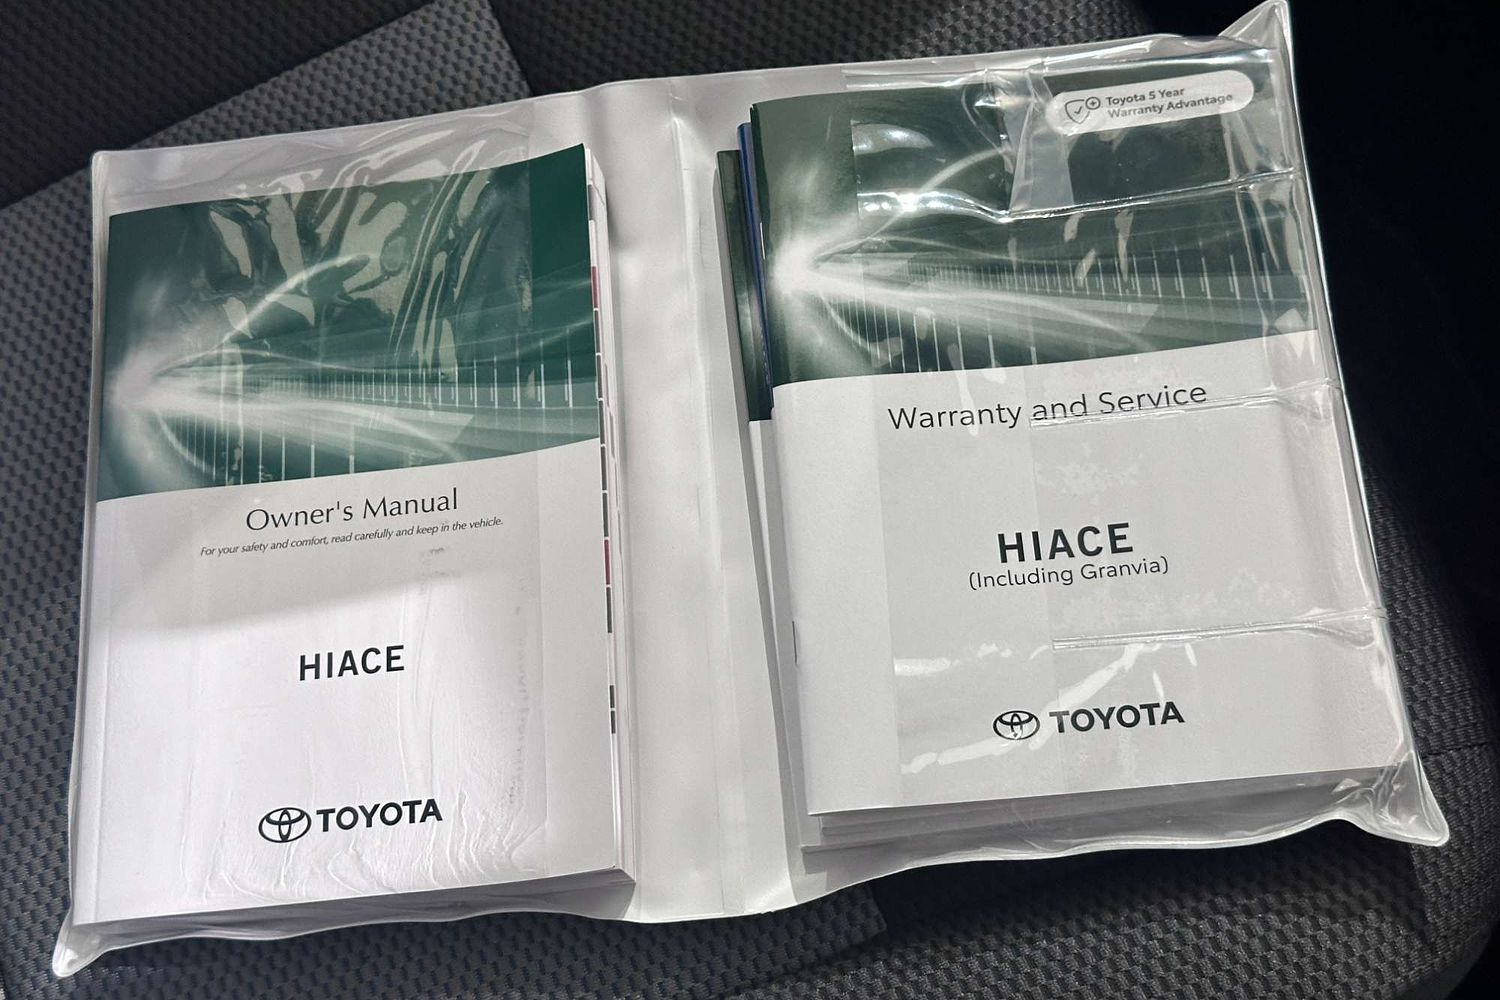 Owner's Manual
For your safety and comfort, read carefully and keep in the vehicle.
HIACE
TOYOTA
Toyota 5 Year
Warranty Advantage
Warranty and Service
HIACE
(Including Granvia)
TOYOTA